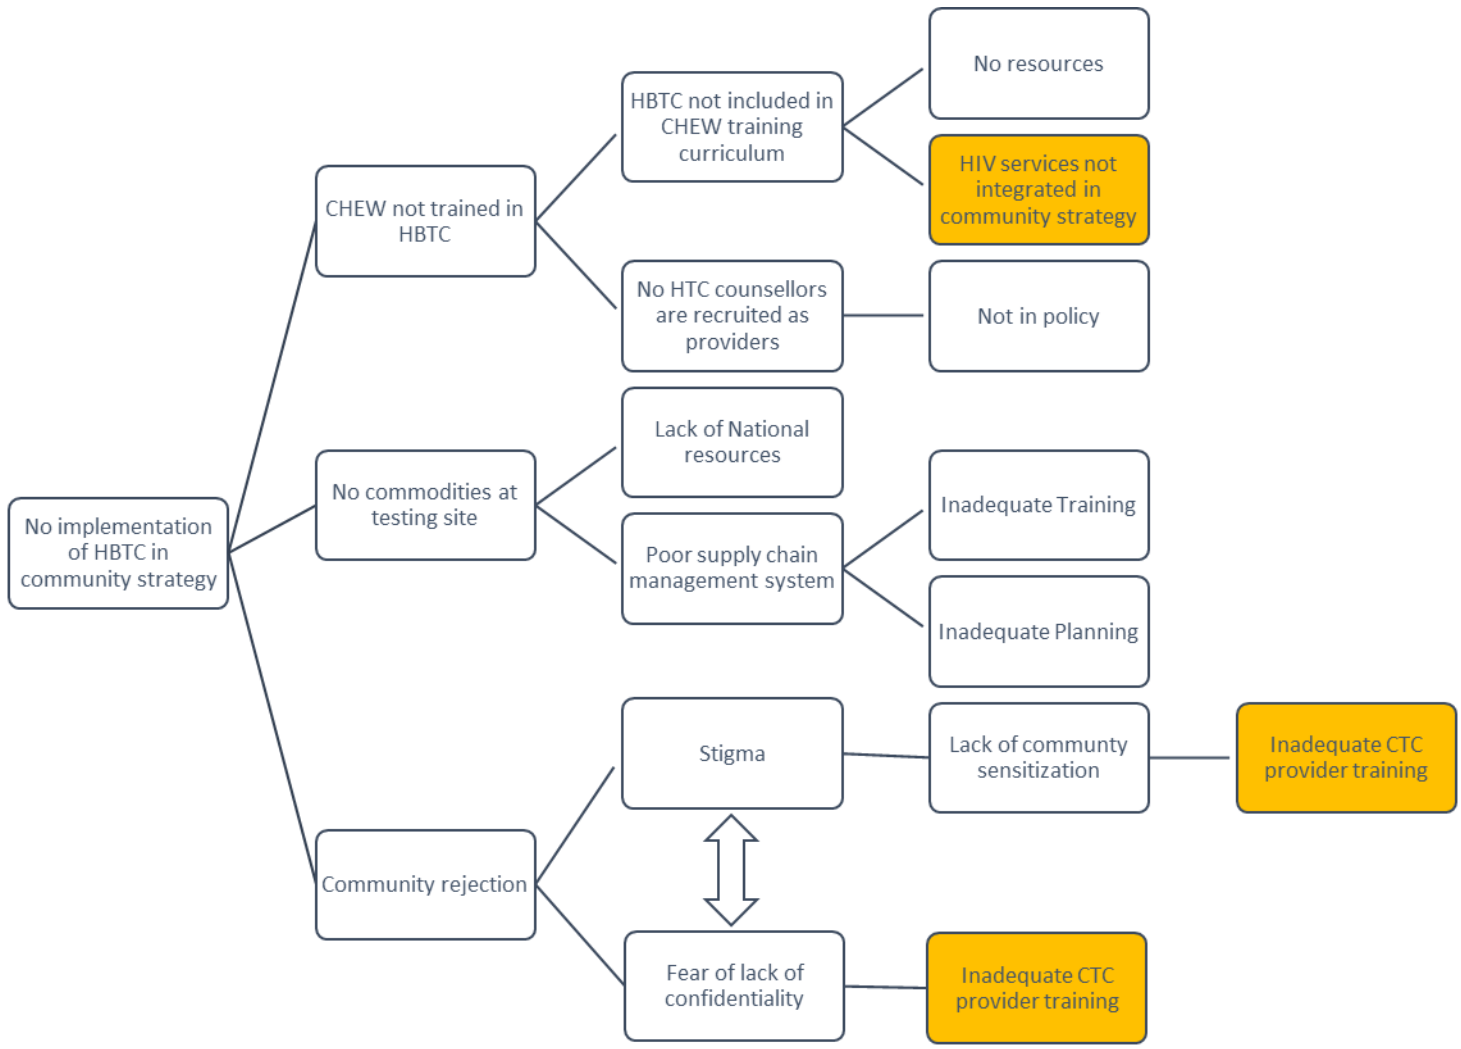 No resources
HBTC not included in
CHEW training
curriculum
HIV services not
integrated in
community strategy
CHEW not trained in
HBTC
No HTC counsellors
are recruited as
providers
Not in policy
Lack of National
resources
No commodities at
testing site
Inadequate Training
No implementation
of HBTC in
community strategy
Poor supply chain
management system
Inadequate Planning
Stigma
Lack of communty
sensitization
Inadequate CTC
provider training
Community rejection
Fear of lack of
confidentiality
Inadequate CTC
provider training